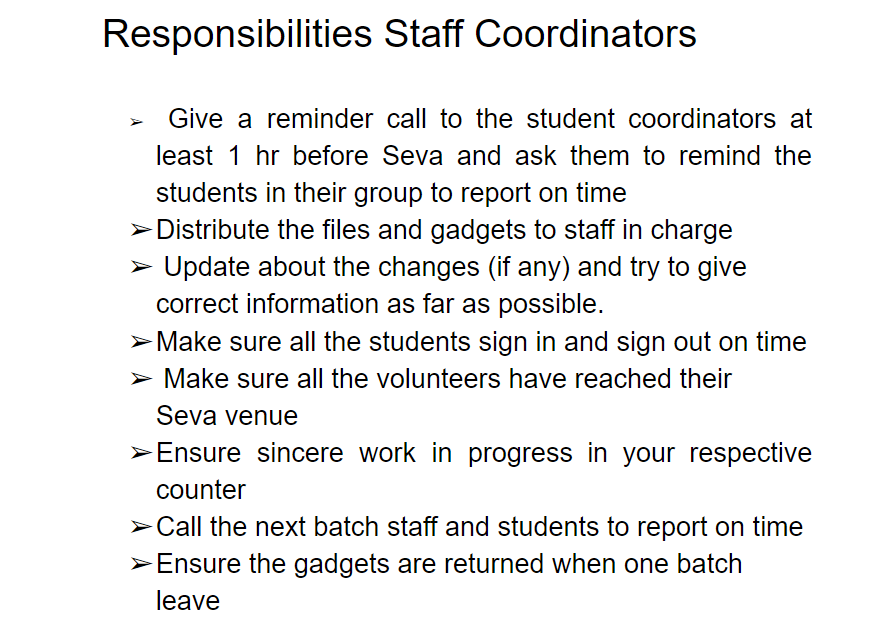 Responsibilities Staff Coordinators
➢ Give a reminder call to the student coordinators at
least 1 hr before Seva and ask them to remind the
students in their group to report on time
➢Distribute the files and gadgets to staff in charge
➢ Update about the changes (if any) and try to give
correct information as far as possible.
➢Make sure all the students sign in and sign out on time
➢ Make sure all the volunteers have reached their
Seva venue
➢Ensure sincere work in progress in your respective
counter
➢Call the next batch staff and students to report on time
➢Ensure the gadgets are returned when one batch
leave